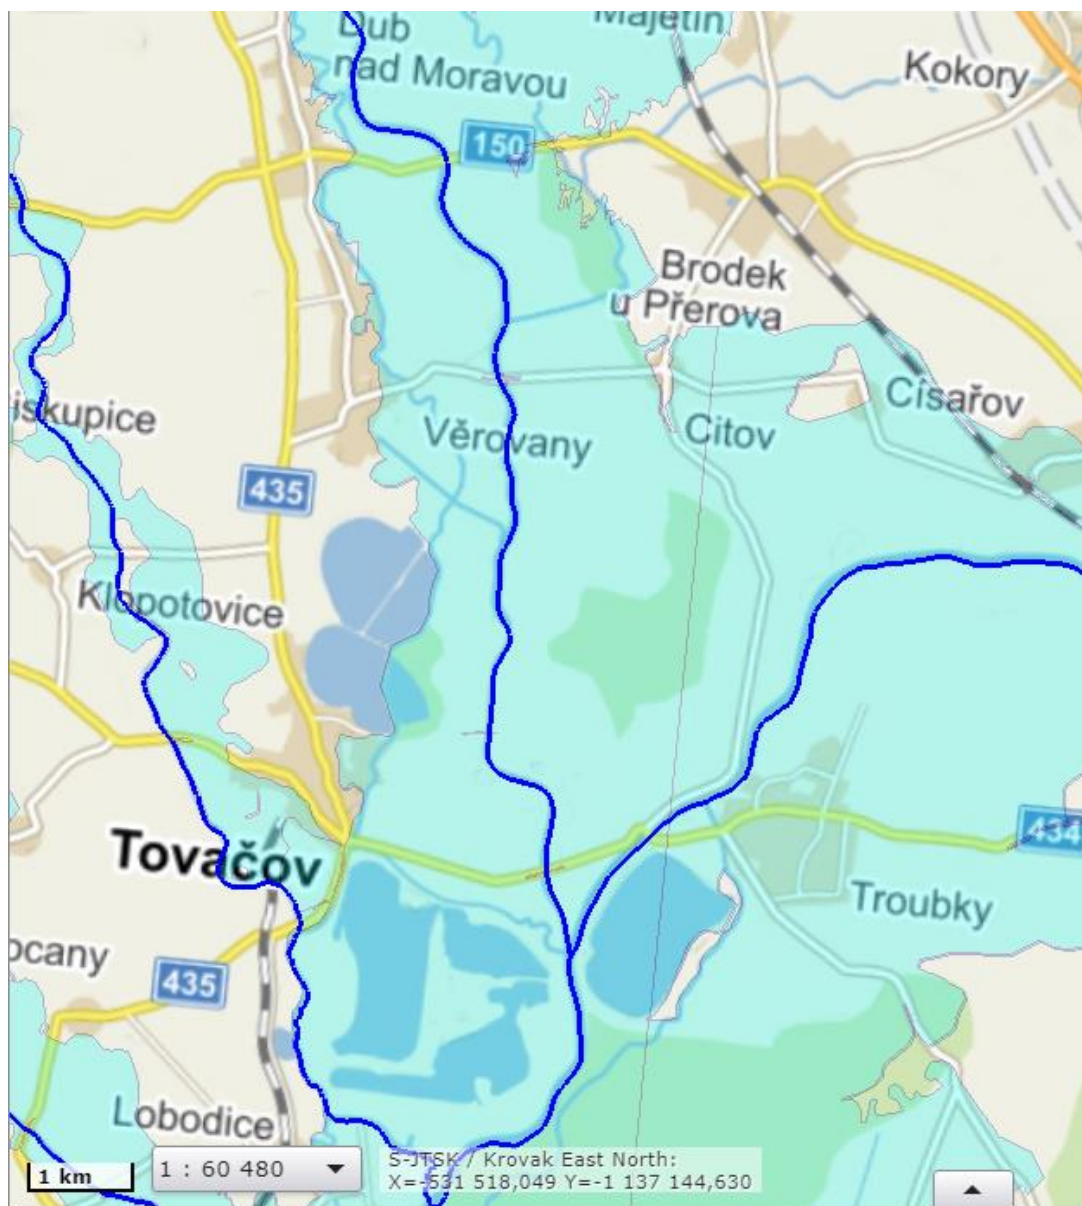 Dub
nad Moravou
Majetín
Kokory
150
Brodek
u Přerova
Císařov
iskupice
Věrovany
Citov
435
Klopotovice
Tovačov
434
Troubky
ocany
435
Lobodice
1 km
1 : 60 480
S-JTSK / Krovak East North:
X=-531 518,049 Y=-1 137 144,630